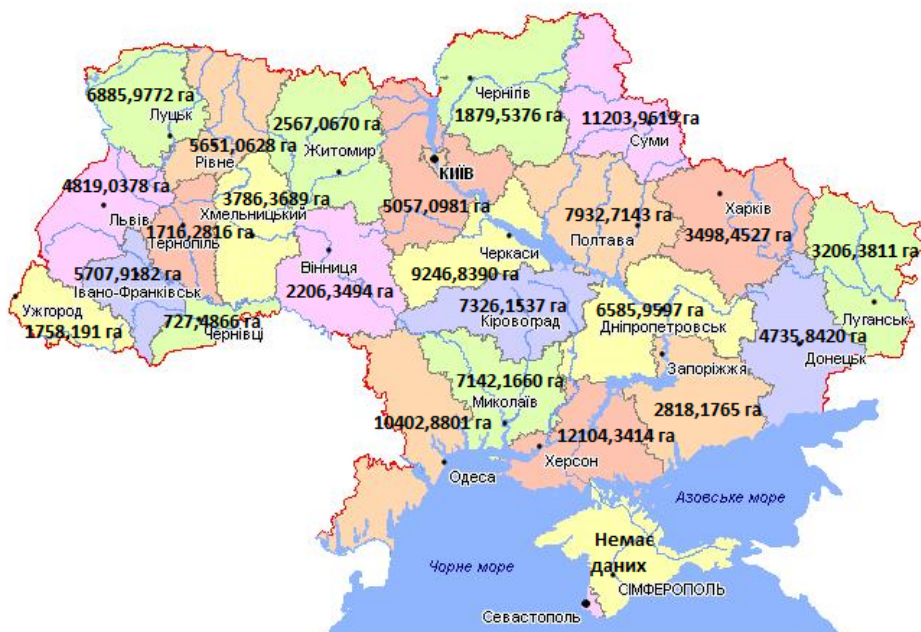 Чернігів
1879,5376 га
6885,9772 га
Луцьк
11203,9619 га
Суми
2567,0670 га
Житомир
5651,0628 га
Рівне
КИЇВ
4819,0378 га
Львів
3786,3689 га
Хмельницький
Харків
3498,4527 га
5057,0981 га
7932,7143 га
Полтава
1716,2816 га
Тернопіль
Черкаси
9246,8390 га
3206,3811 га
Луганськ
Вінниця
2206,3494 га
5707,9182 га
Івано-Франківськ
Ужгород
1758,191 га
727,4866 га
Чернівці
7326,1537 га
Кіровоград
6585,9597 га
Дніпропетровськ
4735,8420 га
Донецьк
Запоріжжя
2818,1765 га
7142,1660 га
Миколаїв
10402,8801 га
Одеса
12104,3414 га
Херсон
Азовське море
Немає
даних
Чорне море
СІМФЕРОПОЛЬ
Севастополь